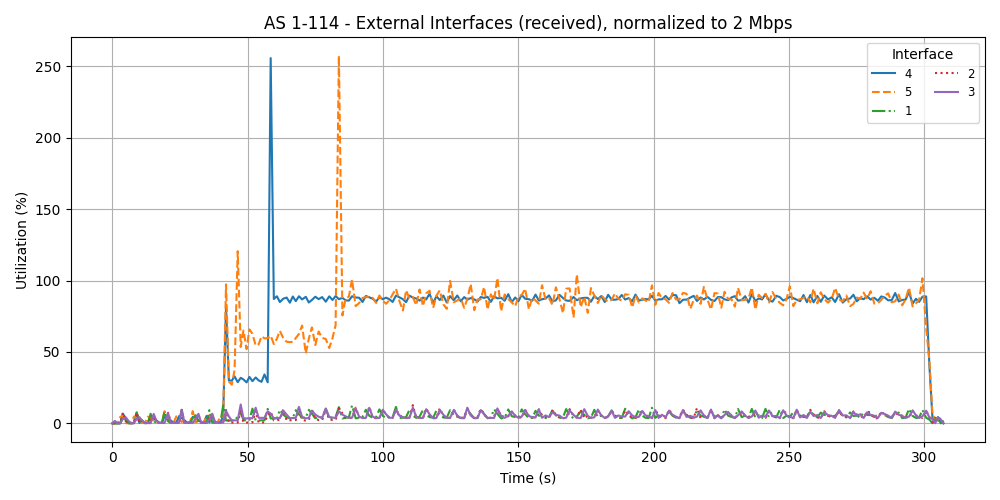 AS 1-114 - External Interfaces (received), normalized to 2 Mbps
Interface
4 2
5 3
1
Utilization (%)
250
200
150
100
50
0
0 50 100 150 200 250 300
Time (s)